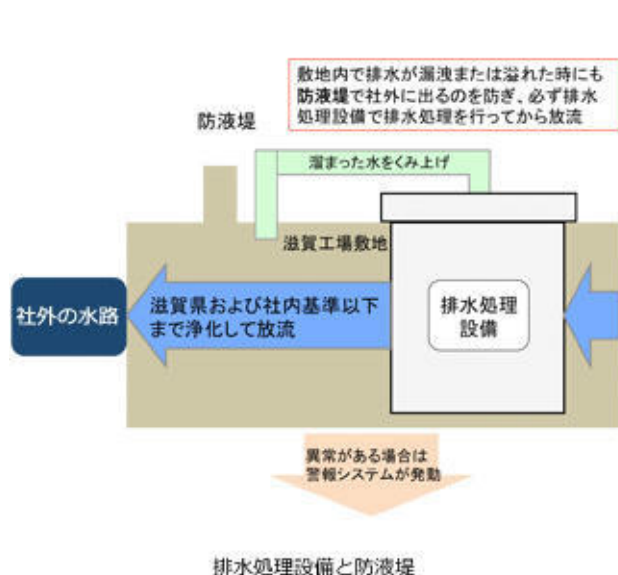 敷地内で排水が漏洩または溢れた時にも
防液堤で社外に出るのを防ぎ、必ず排水
処理設備で排水処理を行ってから放流
防液堤
溜まった水をくみ上げ
滋賀工場敷地
社外の水路
滋賀県および社内基準以下
まで浄化して放流
排水処理
設備
異常がある場合は
警報システムが発動
排水処理設備と防液堤